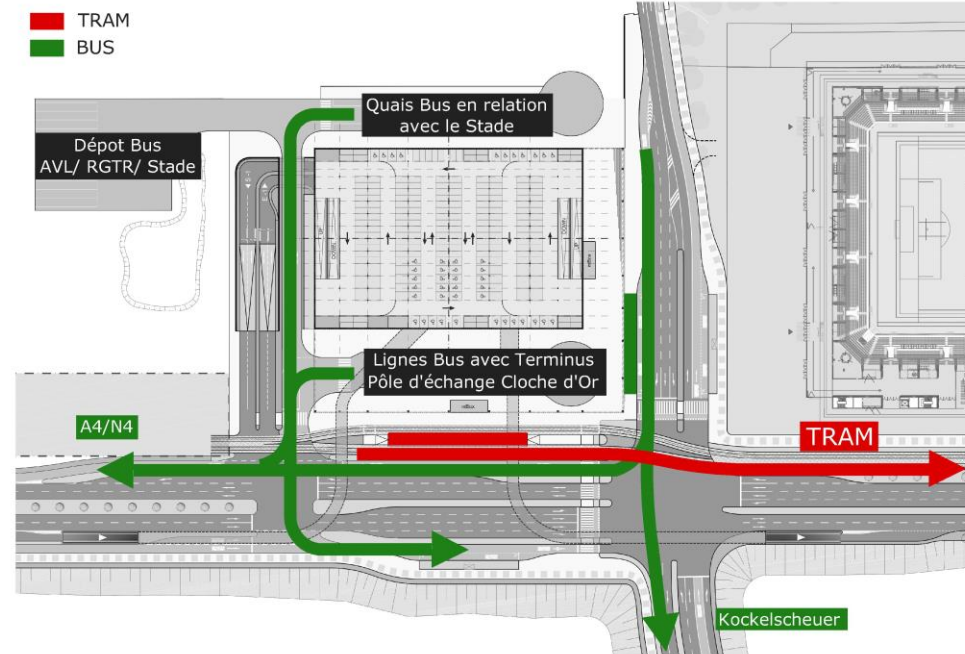 TRAM
BUS
Quais Bus en relation
avec le Stade
Dépot Bus
AVL/ RGTR/ Stade
Lignes Bus avec Terminus
Pôle d'échange Cloche d'Or
A4/N4
TRAM
Kockelscheuer